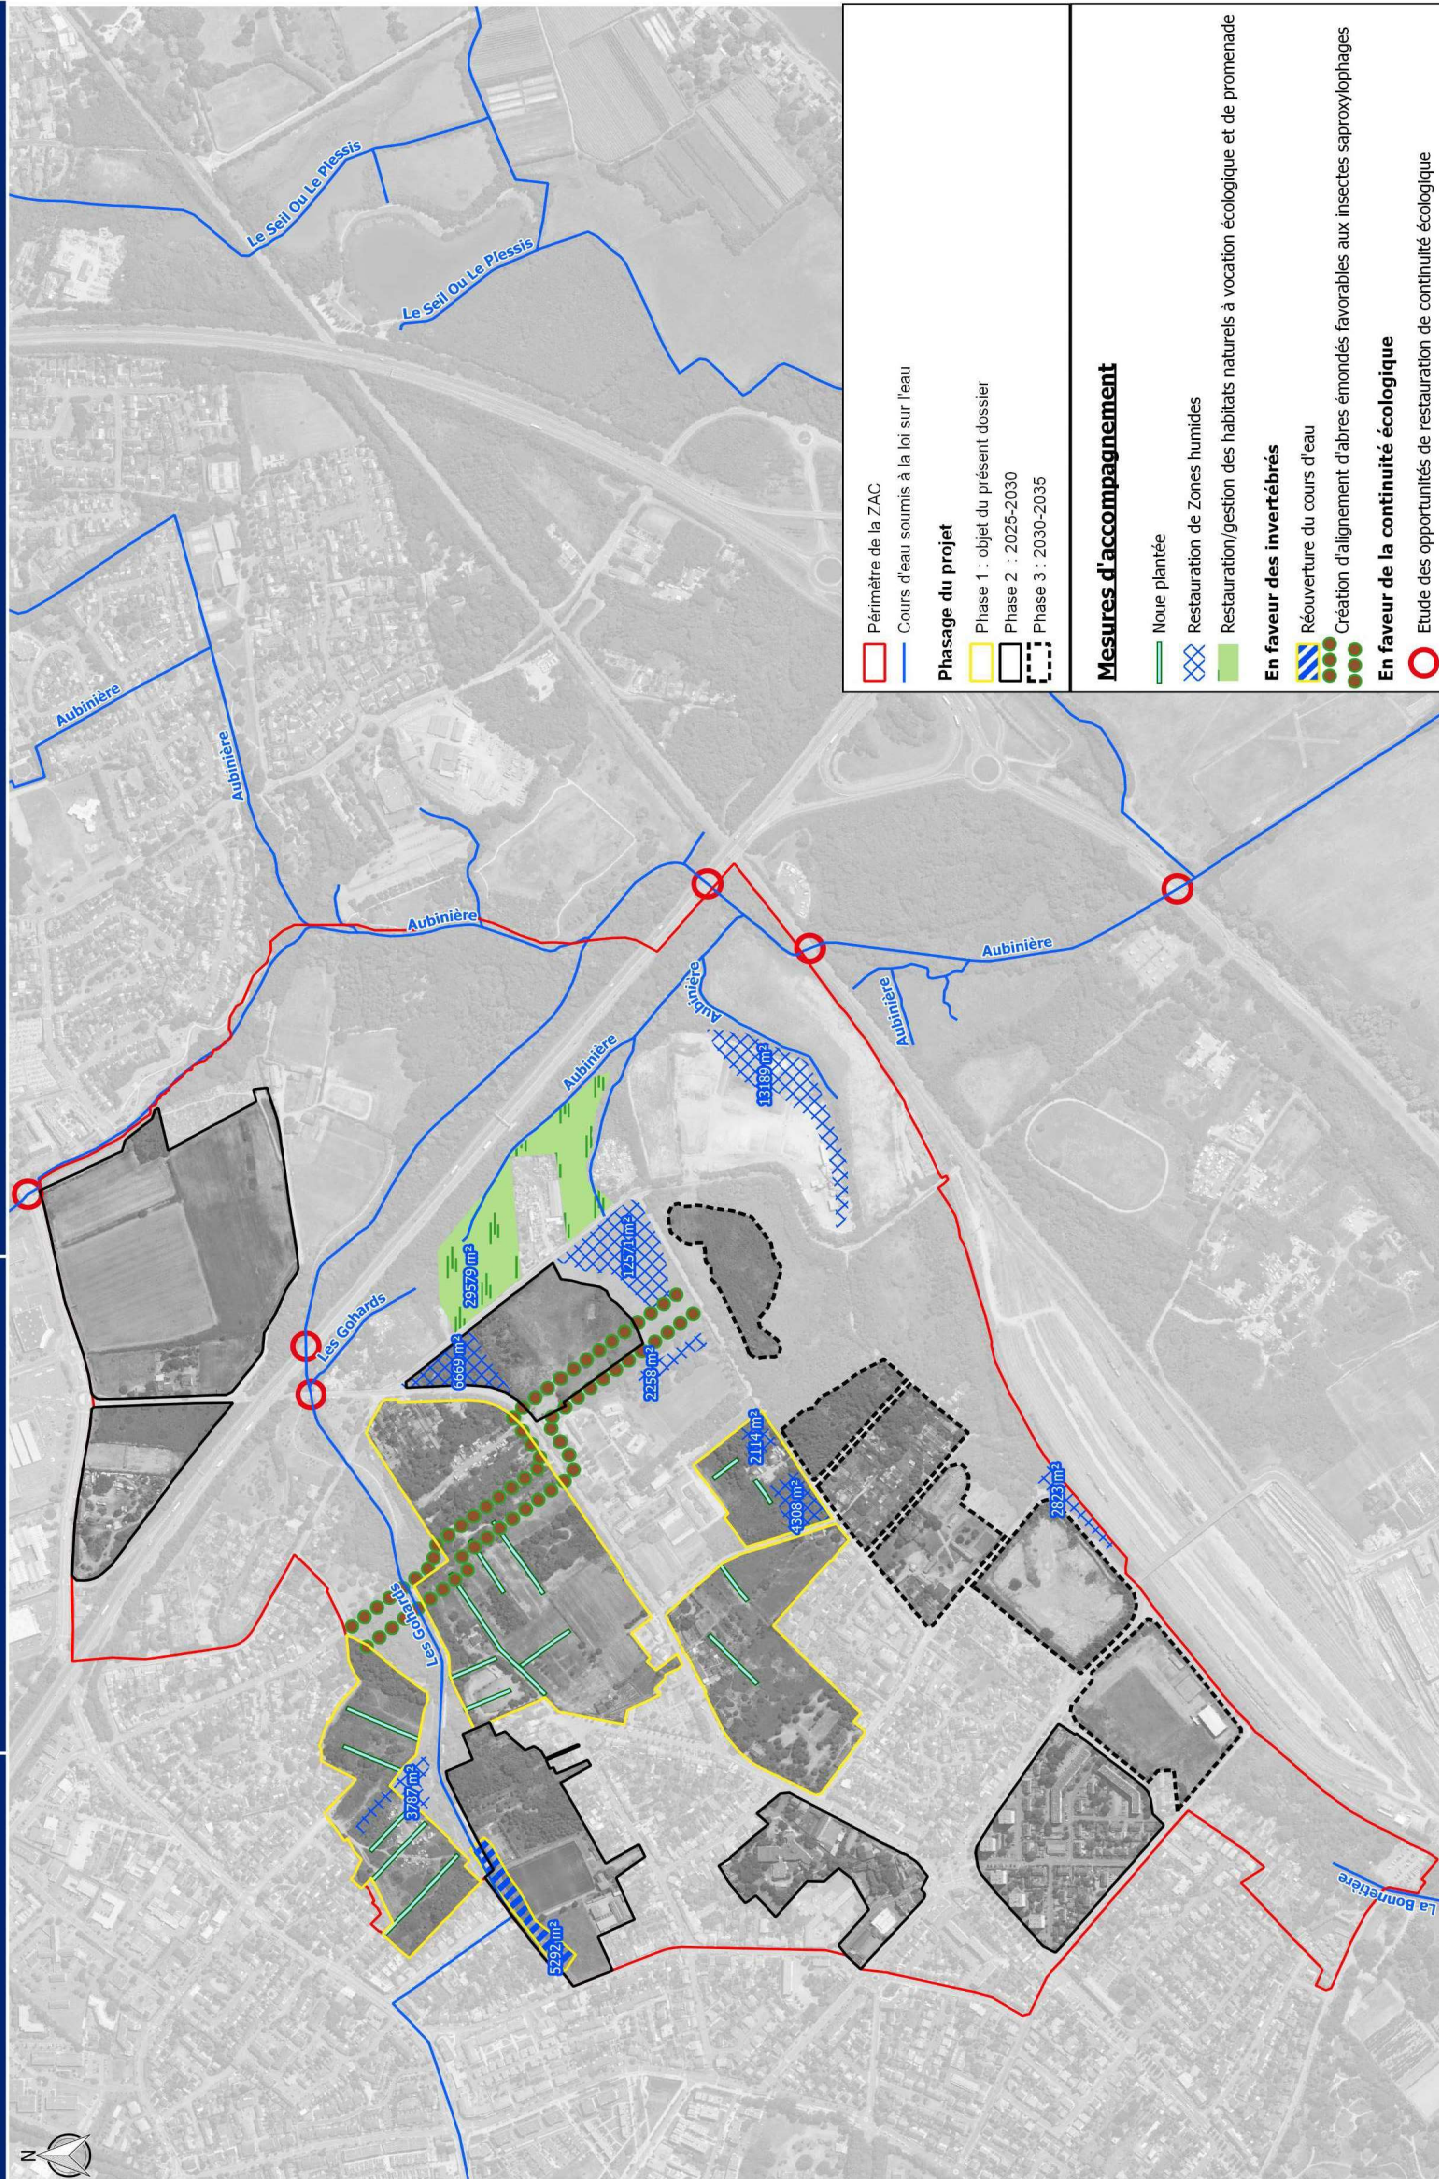 N
Le Seil Ou Le Plessis
Le Seil Ou Le Plessis
Aubinière
Aubinière
Aubinière
Aubinière
Aubinière
Aubinière
Aubinière
Les Gohards
Les Gohards
La Bonnetière
29579 m²
6669 m²
12571 m²
13189 m²
2258 m²
2114 m²
4308 m²
2823 m²
3787 m²
5292 m²
Périmètre de la ZAC
Cours d'eau soumis à la loi sur l'eau
Phasage du projet
Phase 1 : objet du présent dossier
Phase 2 : 2025-2030
Phase 3 : 2030-2035
Mesures d'accompagnement
Noue plantée
Restauration de Zones humides
Restauration/gestion des habitats naturels à vocation écologique et de promenade
En faveur des invertébrés
Réouverture du cours d'eau
Création d'alignement d'abres émondés favorables aux insectes saproxylophages
En faveur de la continuité écologique
Etude des opportunités de restauration de continuité écologique